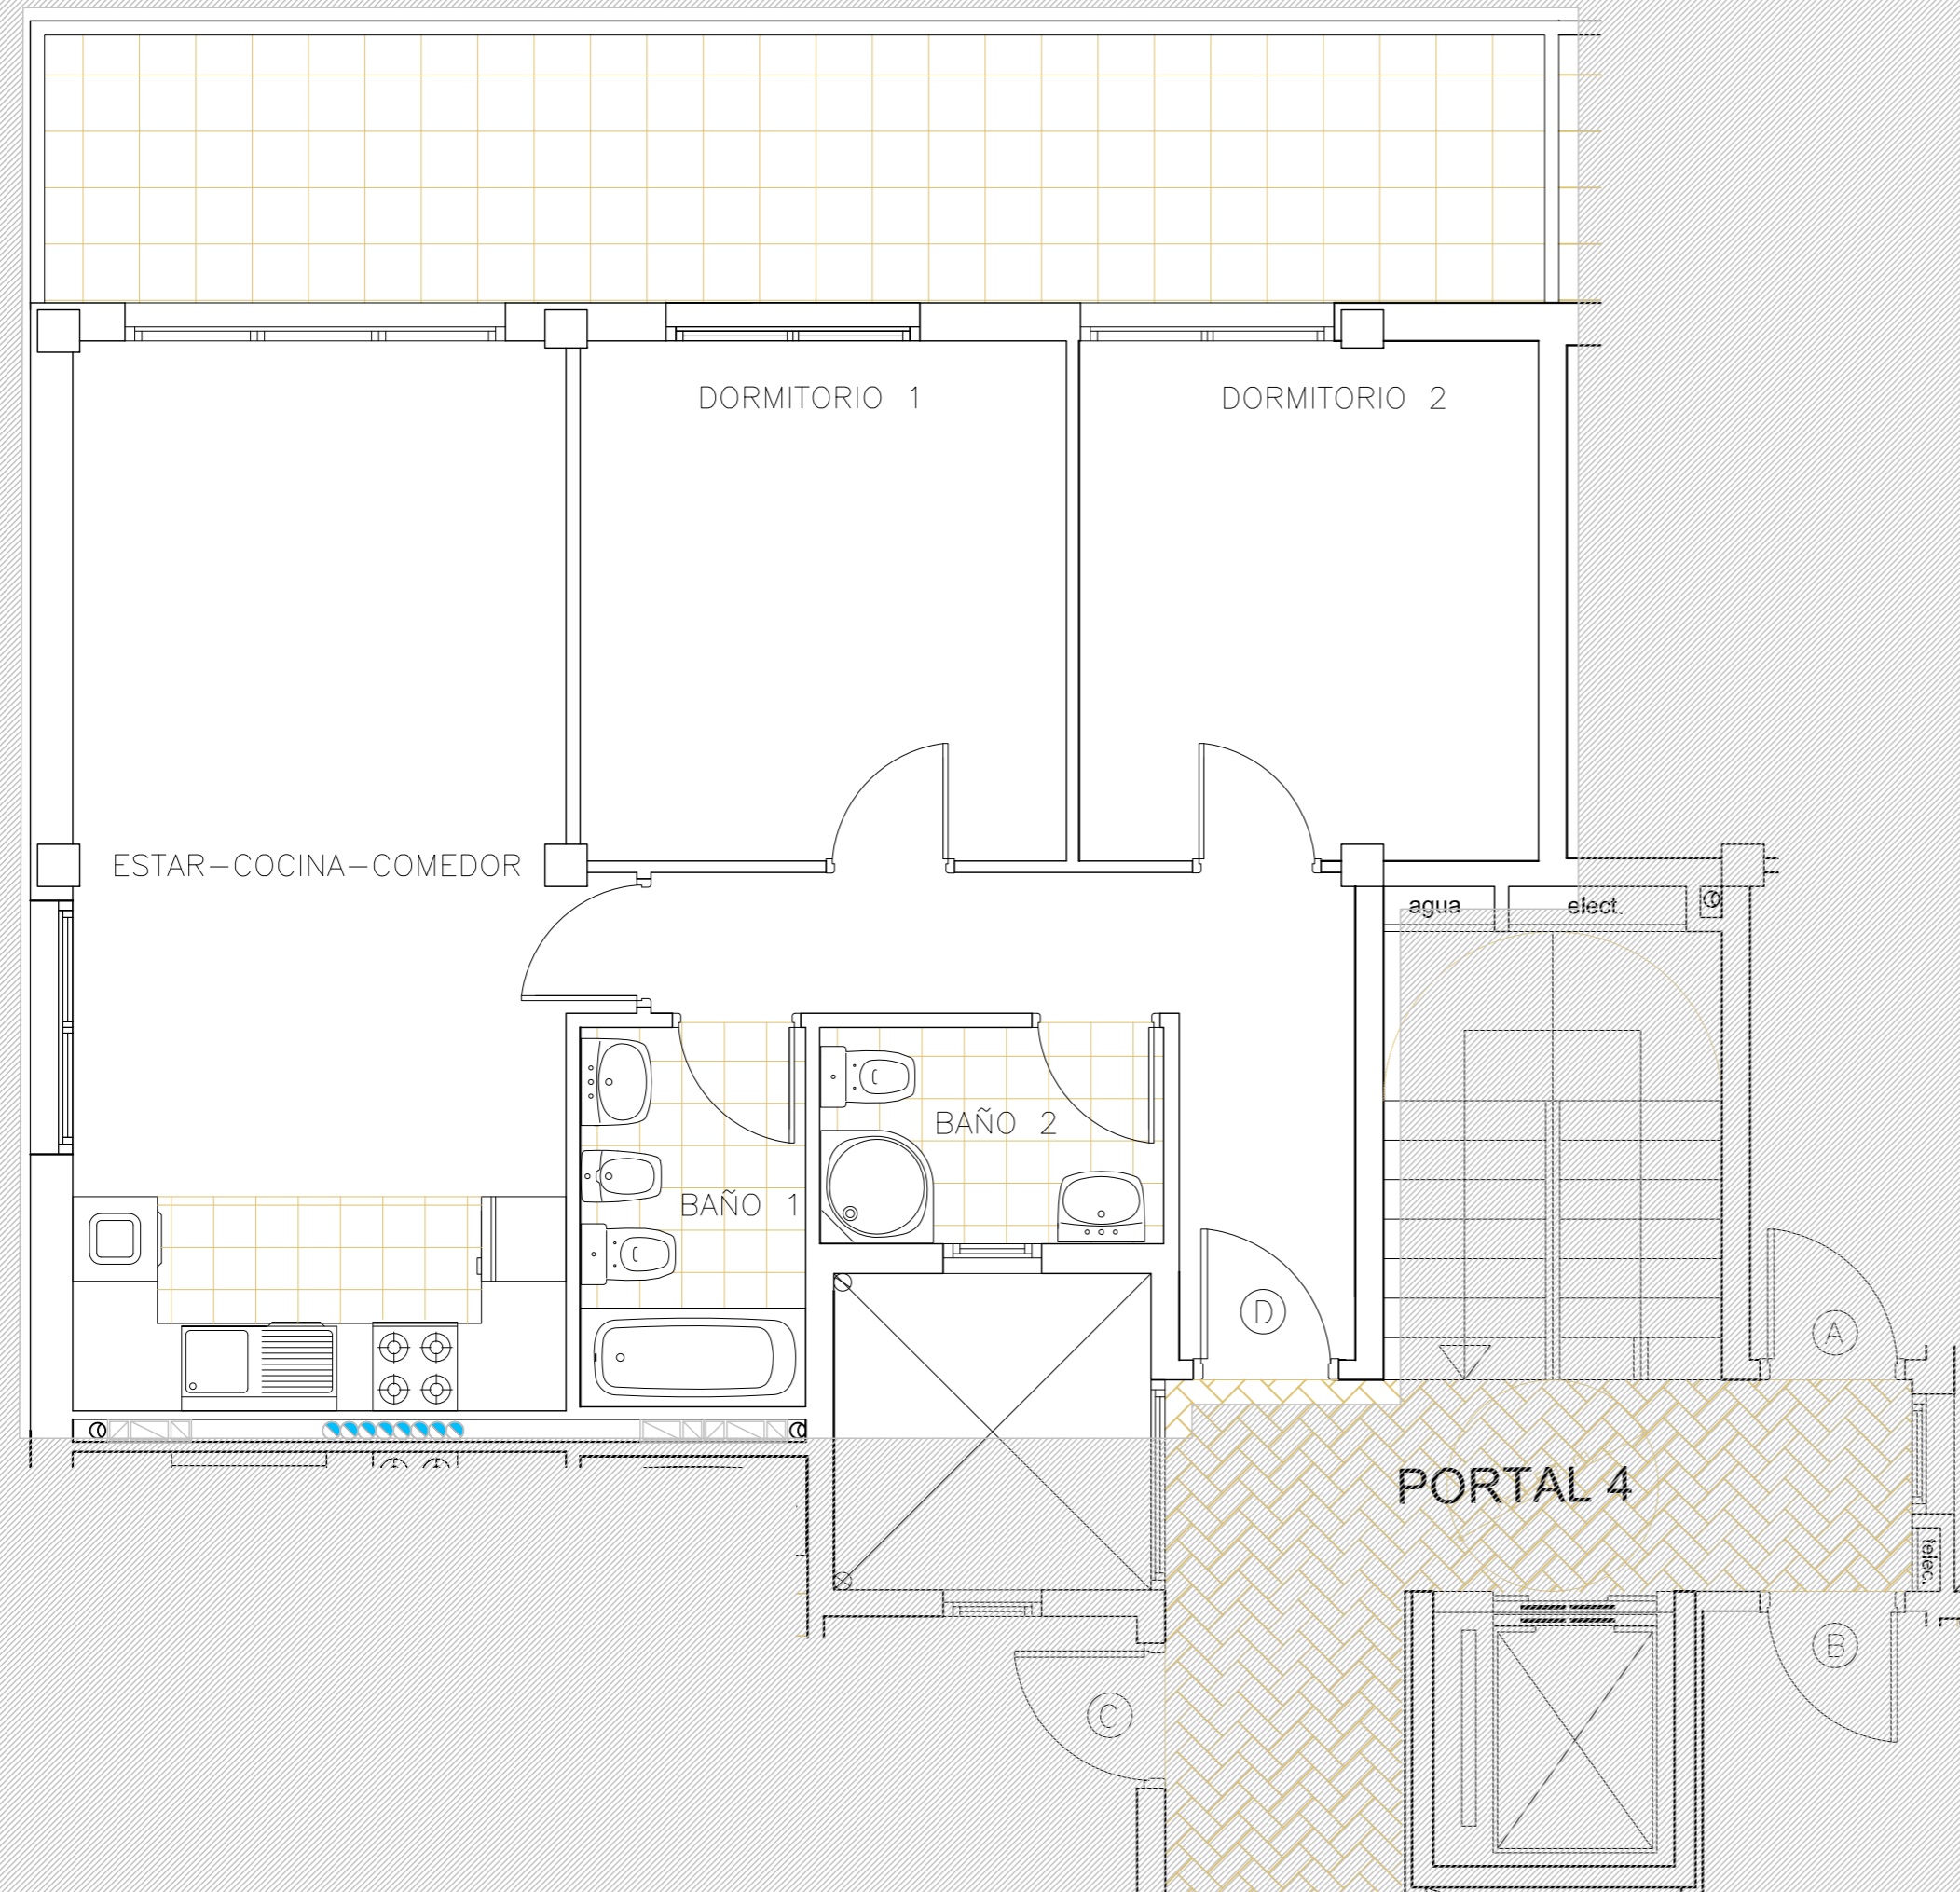 DORMITORIO 1
DORMITORIO 2
ESTAR-COCINA-COMEDOR
agua
elect.
BAÑO 2
BAÑO 1
D
A
PORTAL 4
telec.
B
C